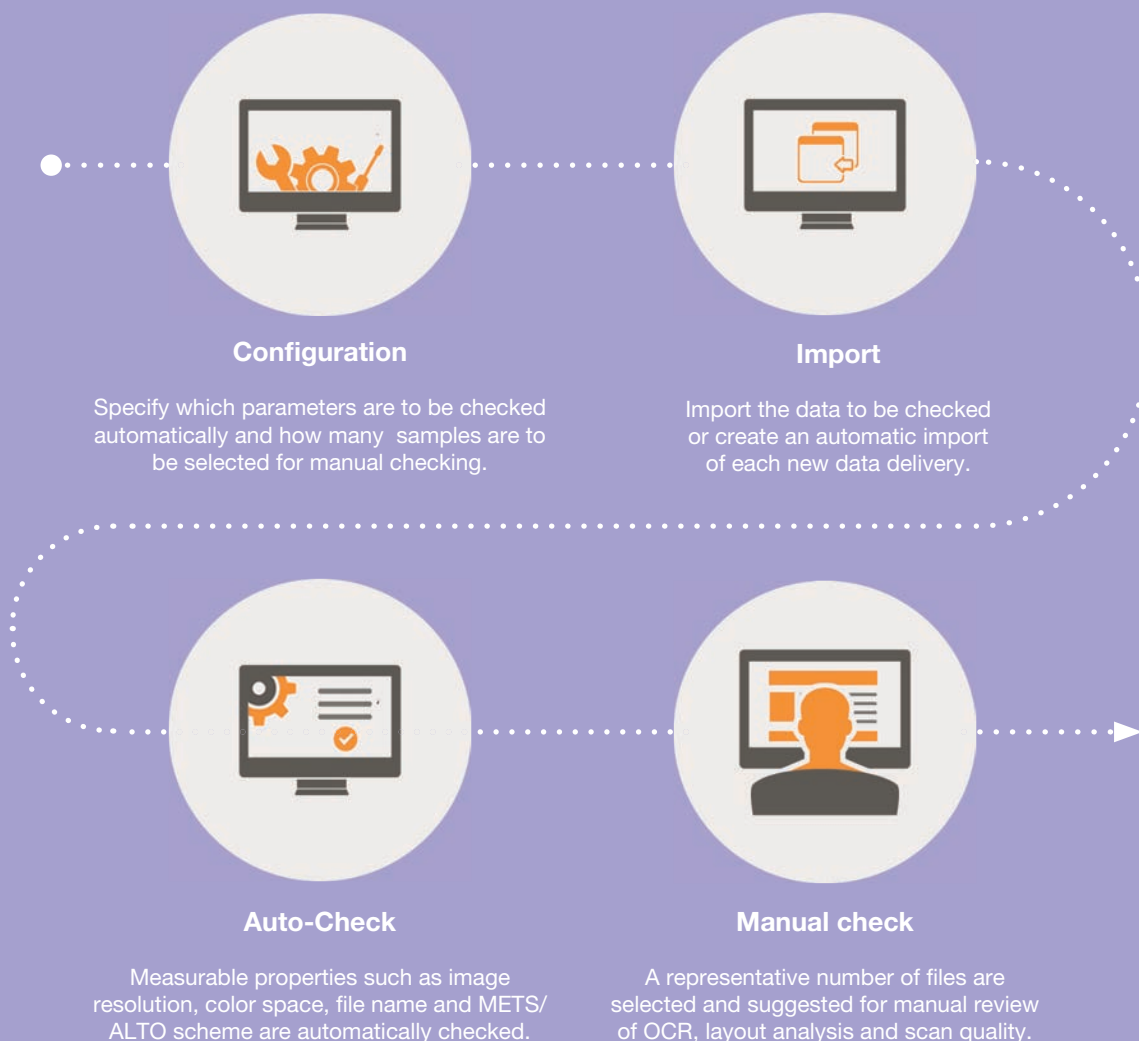 Configuration
Specify which parameters are to be checked
automatically and how many samples are to
be selected for manual checking.
Import
Import the data to be checked
or create an automatic import
of each new data delivery.
Auto-Check
Measurable properties such as image
resolution, color space, file name and METS/
ALTO scheme are automatically checked.
Manual check
A representative number of files are
selected and suggested for manual review
of OCR, layout analysis and scan quality.